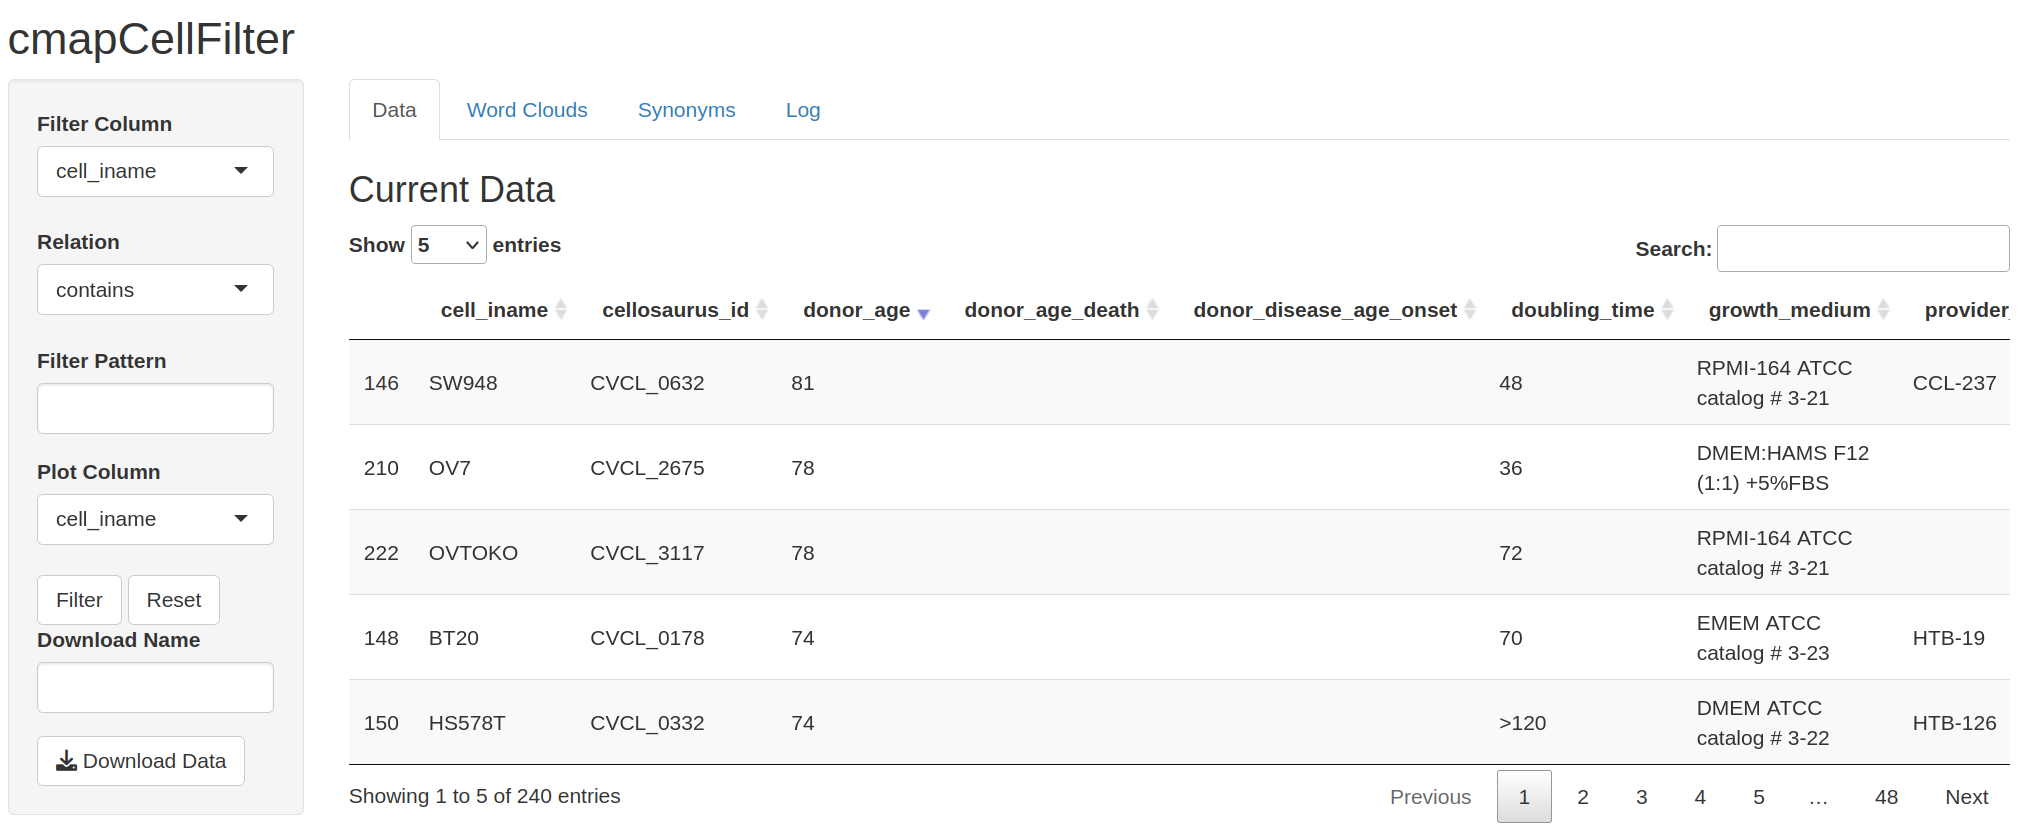 cmapCellFilter
Filter Column
cell_iname
Relation
contains
Filter Pattern
Plot Column
cell_iname
Filter Reset
Download Name
Download Data
Data Word Clouds Synonyms Log
Current Data
Show 5 entries Search:
cell_iname cellosaurus_id donor_age donor_age_death donor_disease_age_onset doubling_time growth_medium provider_
146 SW948 CVCL_0632 81 48 RPMI-164 ATCC
catalog # 3-21 CCL-237
210 OV7 CVCL_2675 78 36 DMEM:HAMS F12
(1:1) +5%FBS
222 OVTOKO CVCL_3117 78 72 RPMI-164 ATCC
catalog # 3-21
148 BT20 CVCL_0178 74 70 EMEM ATCC
catalog # 3-23 HTB-19
150 HS578T CVCL_0332 74 >120 DMEM ATCC
catalog # 3-22 HTB-126
Showing 1 to 5 of 240 entries Previous 1 2 3 4 5 … 48 Next